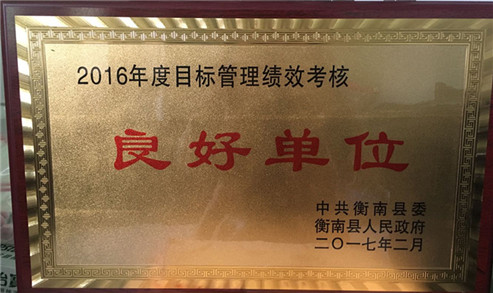 2016年度目标管理绩效考核
良好单位
中共衡南县委
衡南县人民政府
二〇一七年二月